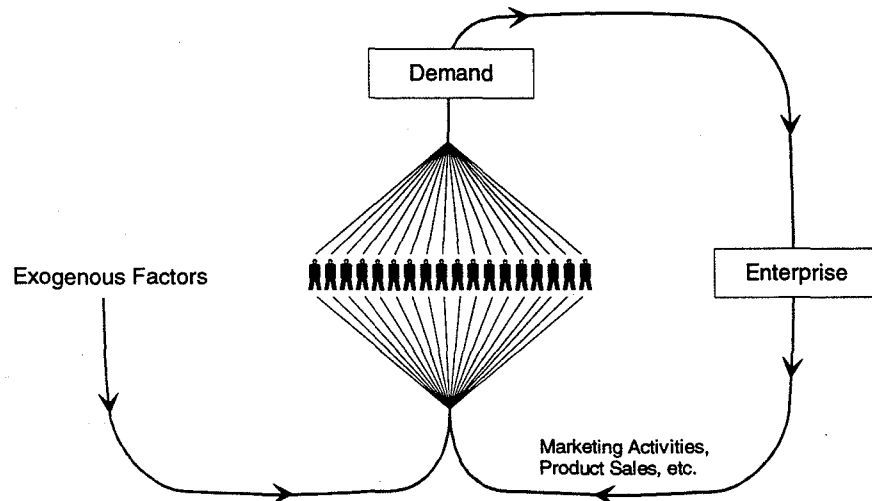 Demand
Exogenous Factors
Enterprise
Marketing Activities,
Product Sales, etc.